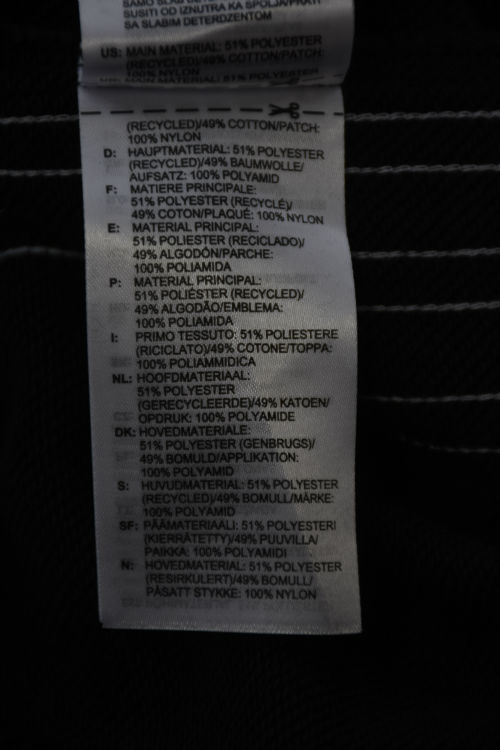 SUSITI OD IZNUTRA KA SPOLJA/PRATI
SA SLABIM DETERDZENTOM
US: MAIN MATERIAL: 51% POLYESTER
(RECYCLED)/49% COTTON/PATCH:
100% NYLON
(RECYCLED)/49% COTTON/PATCH:
100% NYLON
D: HAUPTMATERIAL: 51% POLYESTER
(RECYCLED)/49% BAUMWOLLE/
AUFSATZ: 100% POLYAMID
F: MATIERE PRINCIPALE:
51% POLYESTER (RECYCLÉ)/
49% COTON/PLAQUÉ: 100% NYLON
E: MATERIAL PRINCIPAL:
51% POLIESTER (RECICLADO)/
49% ALGODÓN/PARCHE:
100% POLIAMIDA
P: MATERIAL PRINCIPAL:
51% POLIÉSTER (RECYCLED)/
49% ALGODÃO/EMBLEMA:
100% POLIAMIDA
I: PRIMO TESSUTO: 51% POLIESTERE
(RICICLATO)/49% COTONE/TOPPA:
100% POLIAMMIDICA
NL: HOOFDMATERIAAL:
51% POLYESTER
(GERECYCLEERDE)/49% KATOEN/
OPDRUK: 100% POLYAMIDE
DK: HOVEDMATERIALE:
51% POLYESTER (GENBRUGS)/
49% BOMULD/APPLIKATION:
100% POLYAMID
S: HUVUDMATERIAL: 51% POLYESTER
(RECYCLED)/49% BOMULL/MÄRKE:
100% POLYAMID
SF: PÄÄMATERIAALI: 51% POLYESTERI
(KIERRÄTETTY)/49% PUUVILLA/
PAIKKA: 100% POLYAMIDI
N: HOVEDMATERIAL: 51% POLYESTER
(RESIRKULERT)/49% BOMULL/
PÅSATT STYKKE: 100% NYLON